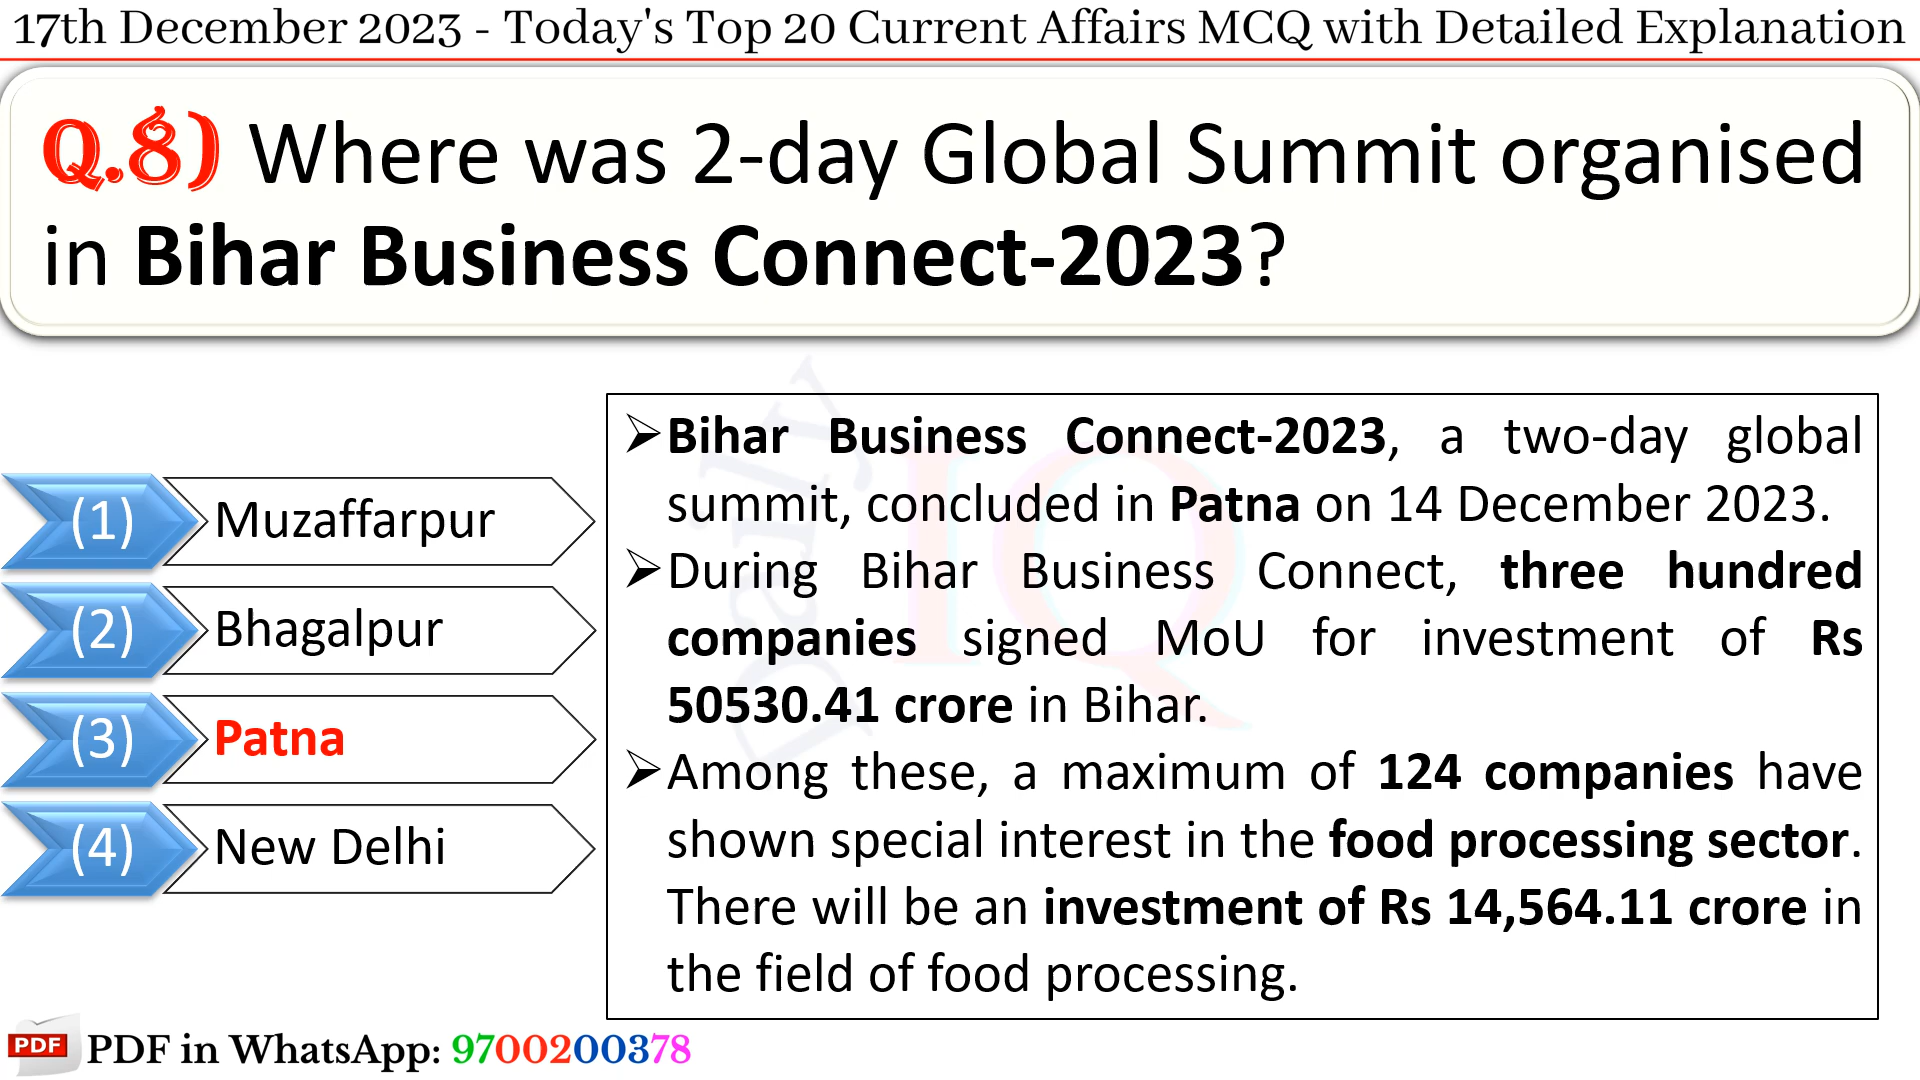 17th December 2023 - Today's Top 20 Current Affairs MCQ with Detailed Explanation
Q.8) Where was 2-day Global Summit organised
in Bihar Business Connect-2023?
(1) Muzaffarpur
(2) Bhagalpur
(3) Patna
(4) New Delhi
➢Bihar Business Connect-2023, a two-day global
summit, concluded in Patna on 14 December 2023.
➢During Bihar Business Connect, three hundred
companies signed MoU for investment of Rs
50530.41 crore in Bihar.
➢Among these, a maximum of 124 companies have
shown special interest in the food processing sector.
There will be an investment of Rs 14,564.11 crore in
the field of food processing.
Daily
IQ
PDF PDF in WhatsApp: 9700200378